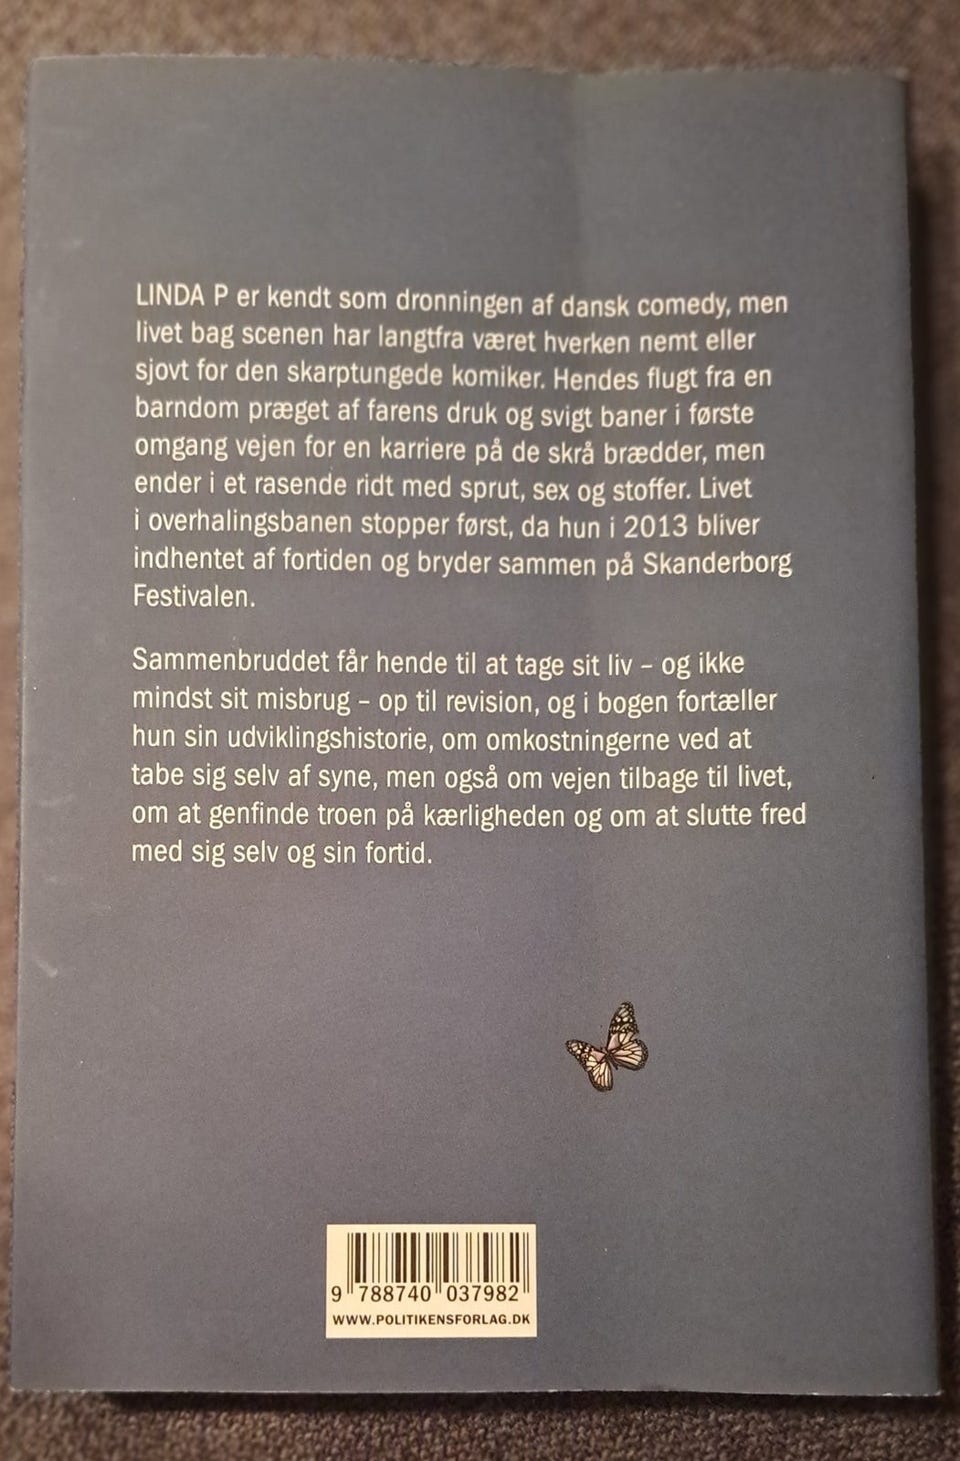 LINDA P er kendt som dronningen af dansk comedy, men
livet bag scenen har langtfra været hverken nemt eller
sjovt for den skarptungede komiker. Hendes flugt fra en
barndom præget af farens druk og svigt baner i første
omgang vejen for en karriere på de skrå brædder, men
ender i et rasende ridt med sprut, sex og stoffer. Livet
i overhalingsbanen stopper først, da hun i 2013 bliver
indhentet af fortiden og bryder sammen på Skanderborg
Festivalen.
Sammenbruddet får hende til at tage sit liv – og ikke
mindst sit misbrug – op til revision, og i bogen fortæller
hun sin udviklingshistorie, om omkostningerne ved at
tabe sig selv af syne, men også om vejen tilbage til livet,
om at genfinde troen på kærligheden og om at slutte fred
med sig selv og sin fortid.
9 788740 037982
WWW.POLITIKENSFORLAG.DK